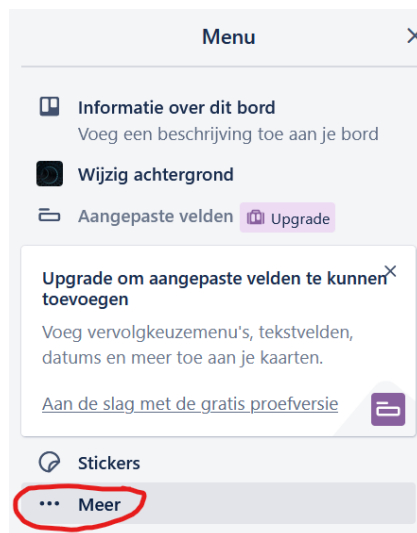 Menu
Informatie over dit bord
Voeg een beschrijving toe aan je bord
Wijzig achtergrond
Aangepaste velden Upgrade
Upgrade om aangepaste velden te kunnen
toevoegen
Voeg vervolgkeuzemenu's, tekstvelden,
datums en meer toe aan je kaarten.
Aan de slag met de gratis proefversie
Stickers
Meer